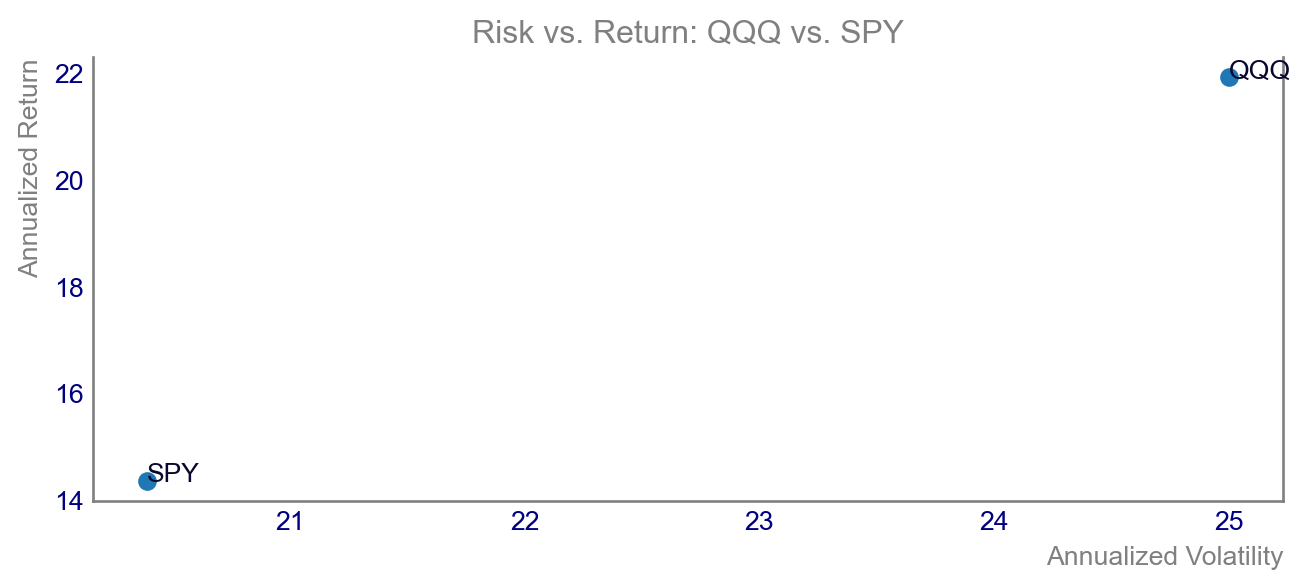 Risk vs. Return: QQQ vs. SPY
Annualized Return
22
20
18
16
14
QQQ
SPY
21 22 23 24 25
Annualized Volatility